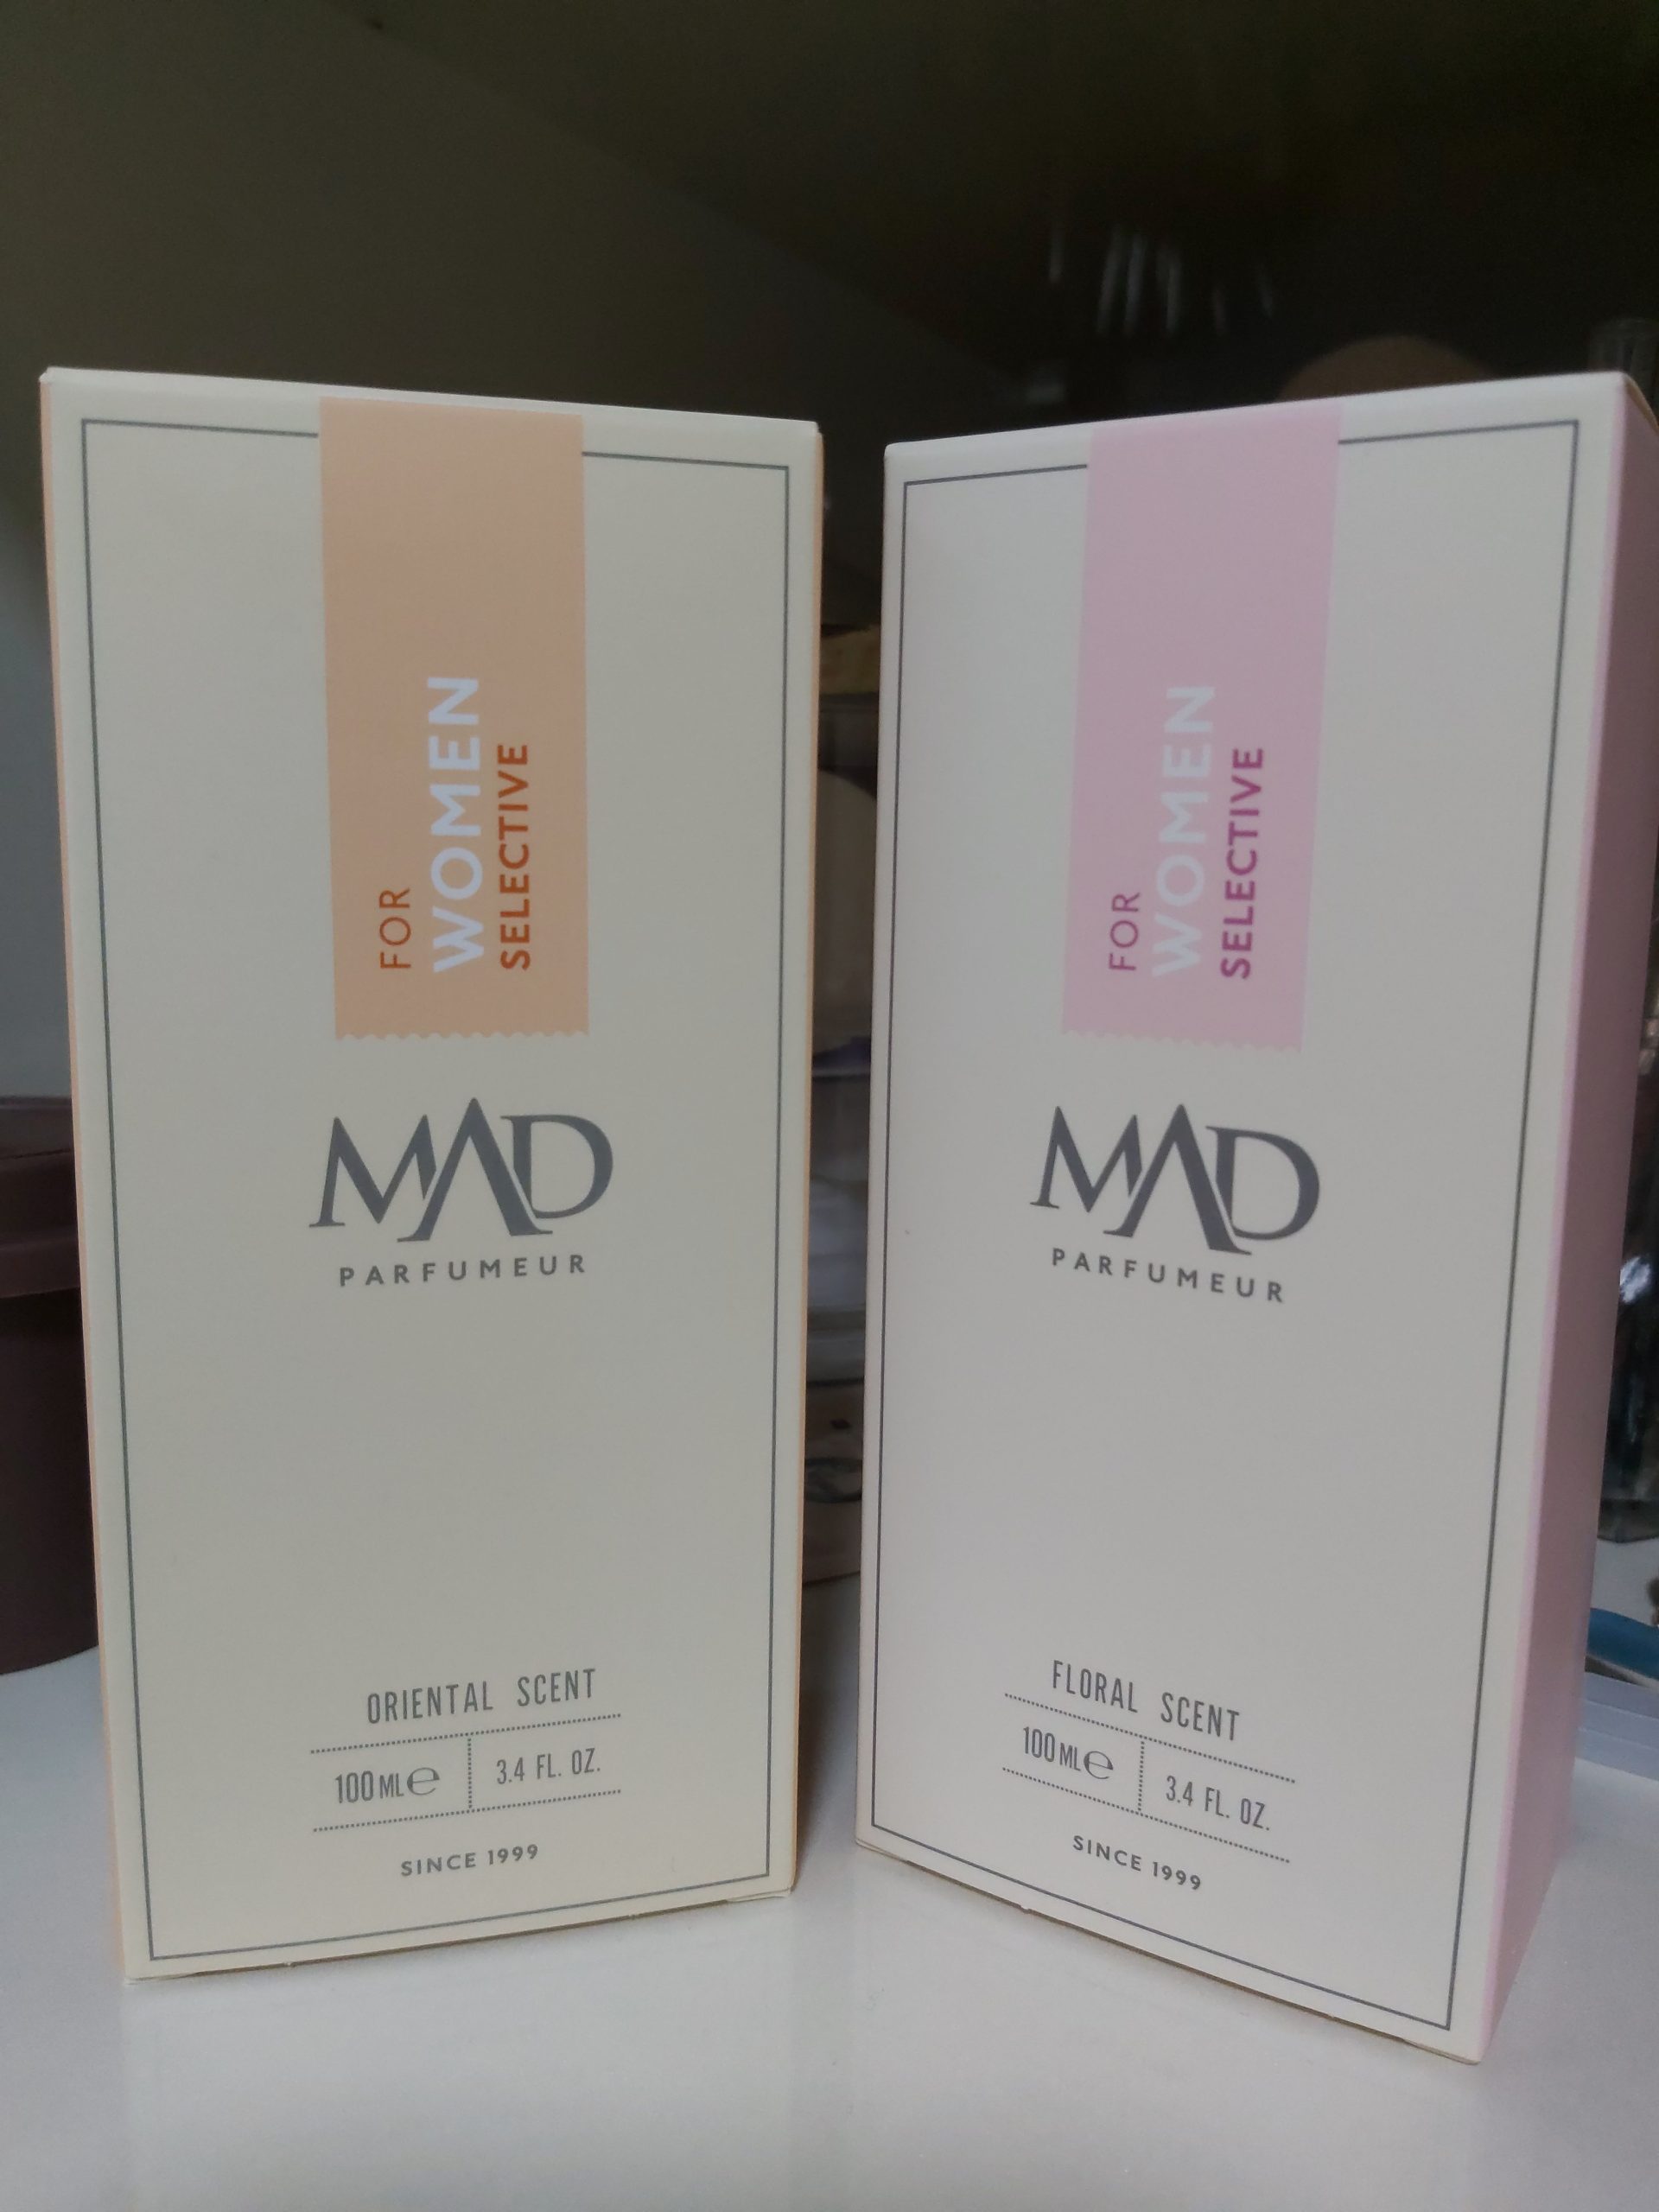 FOR
WOMEN
SELECTIVE
MAD
PARFUMEUR
ORIENTAL SCENT
100 ML ℮ 3.4 FL. OZ.
SINCE 1999
FOR
WOMEN
SELECTIVE
MAD
PARFUMEUR
FLORAL SCENT
100 ML ℮ 3.4 FL. OZ.
SINCE 1999